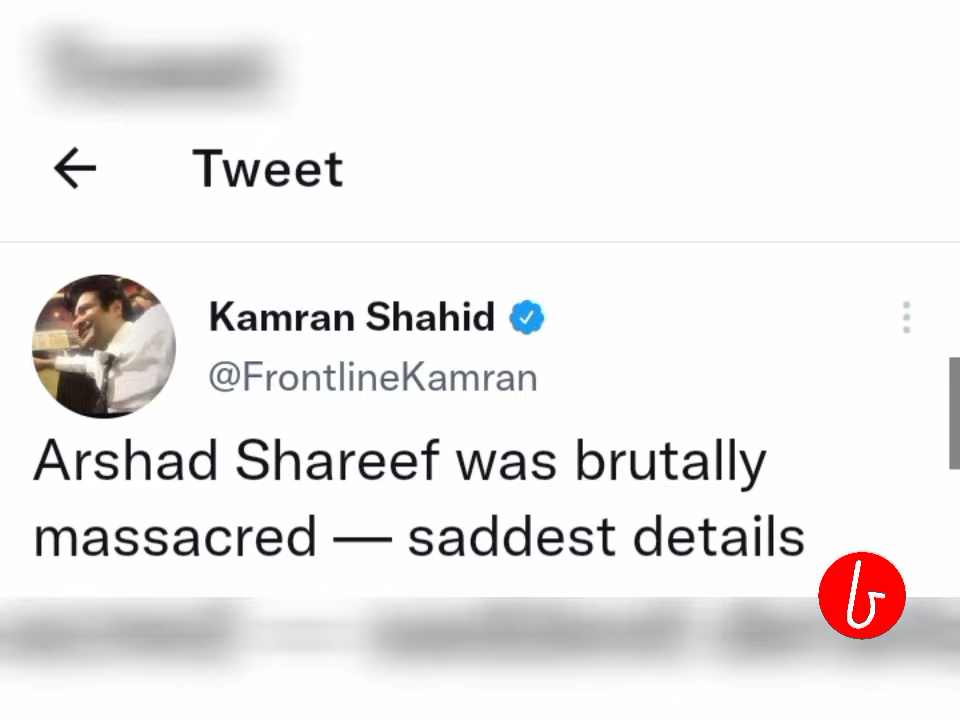 Tweet
Kamran Shahid
@FrontlineKamran
Arshad Shareef was brutally
massacred — saddest details